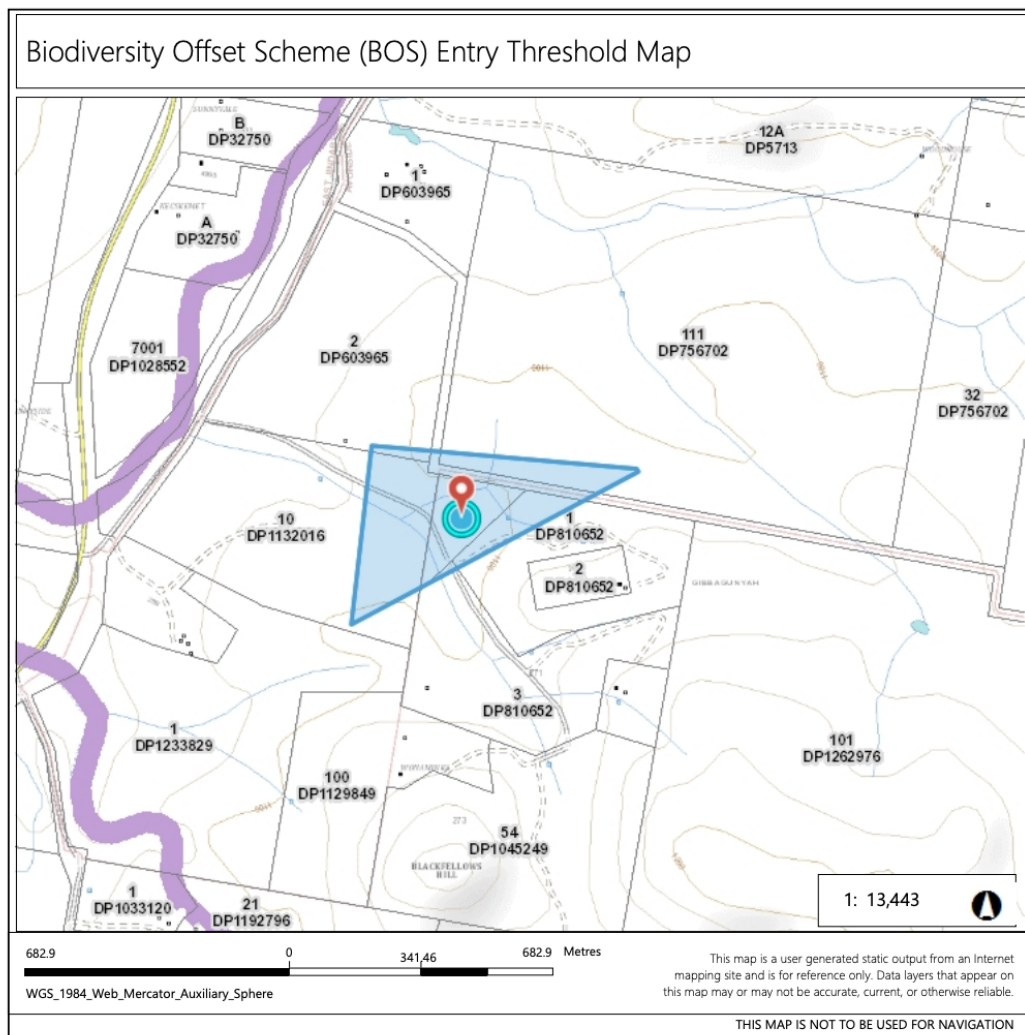 Biodiversity Offset Scheme (BOS) Entry Threshold Map
SUNNYDALE
B
DP32750
12A
DP5713
1
DP603965
KECSKEMET
A
DP32750
7001
DP1028552
2
DP603965
111
DP756702
32
DP756702
10
DP1132016
1
DP810652
2
DP810652
GIBBAGUNYAH
3
DP810652
1
DP1233829
100
DP1129849
101
DP1262976
273
54
DP1045249
BLACKFELLOWS
HILL
1
DP1033120
21
DP1192796
1: 13,443
682.9
0
341.46
682.9
Metres
WGS_1984_Web_Mercator_Auxiliary_Sphere
This map is a user generated static output from an Internet
mapping site and is for reference only. Data layers that appear on
this map may or may not be accurate, current, or otherwise reliable.
THIS MAP IS NOT TO BE USED FOR NAVIGATION